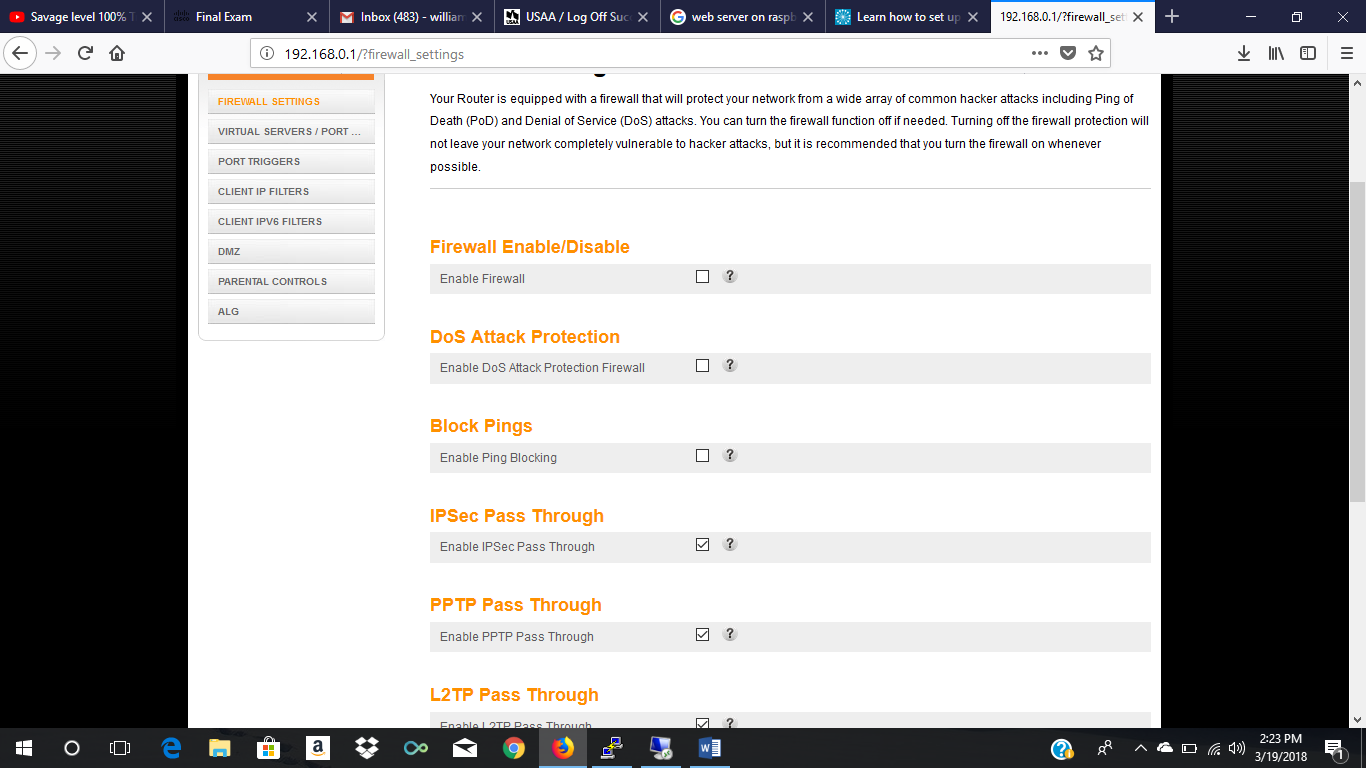 Savage level 100% T
Final Exam
Inbox (483) - william
USAA / Log Off Suc
web server on raspb
Learn how to set up
192.168.0.1/?firewall_set
192.168.0.1/?firewall_settings
FIREWALL SETTINGS
VIRTUAL SERVERS / PORT ...
PORT TRIGGERS
CLIENT IP FILTERS
CLIENT IPV6 FILTERS
DMZ
PARENTAL CONTROLS
ALG
Your Router is equipped with a firewall that will protect your network from a wide array of common hacker attacks including Ping of
Death (PoD) and Denial of Service (DoS) attacks. You can turn the firewall function off if needed. Turning off the firewall protection will
not leave your network completely vulnerable to hacker attacks, but it is recommended that you turn the firewall on whenever
possible.
Firewall Enable/Disable
Enable Firewall ?
DoS Attack Protection
Enable DoS Attack Protection Firewall ?
Block Pings
Enable Ping Blocking ?
IPSec Pass Through
Enable IPSec Pass Through ?
PPTP Pass Through
Enable PPTP Pass Through ?
L2TP Pass Through
Enable L2TP Pass Through ?
2:23 PM
3/19/2018